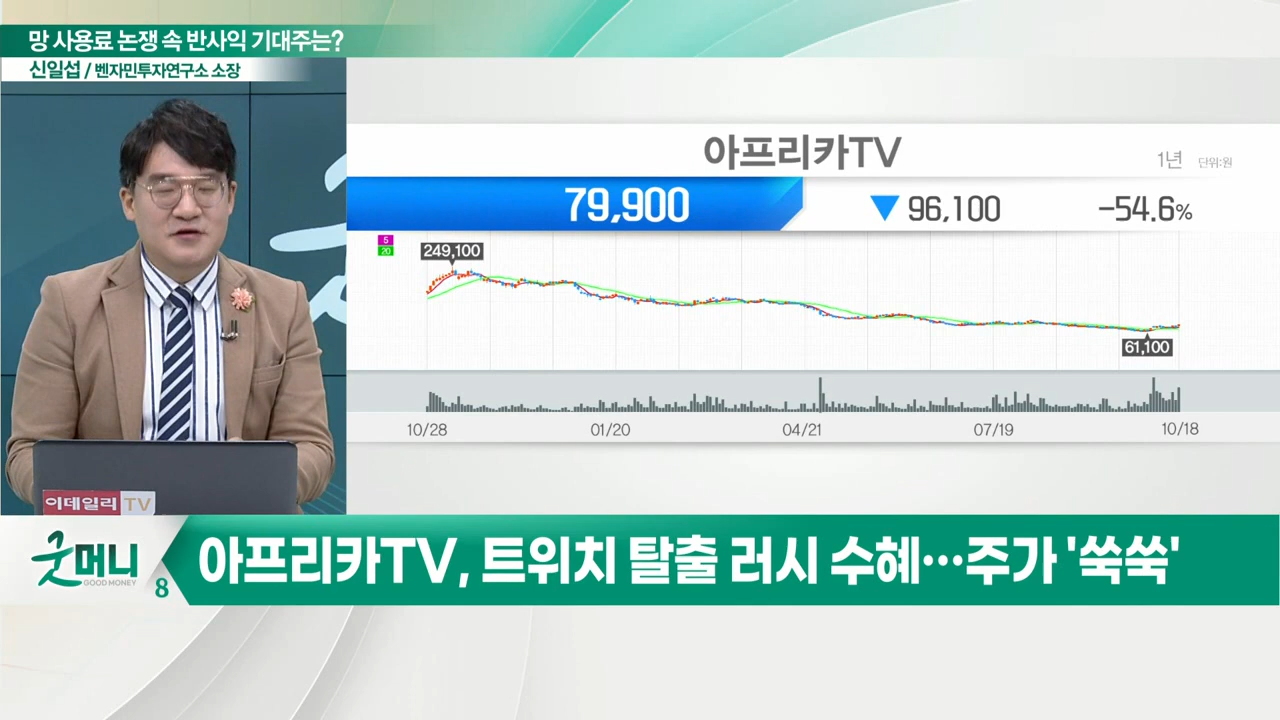 망 사용료 논쟁 속 반사익 기대주는?
신일섭 / 벤자민투자연구소 소장
아프리카TV
1년 단위:원
79,900 ▼ 96,100 -54.6%
5
20
249,100
61,100
10/28 01/20 04/21 07/19 10/18
이데일리 TV
굿머니
GOOD MONEY
8
아프리카TV, 트위치 탈출 러시 수혜…주가 '쑥쑥'